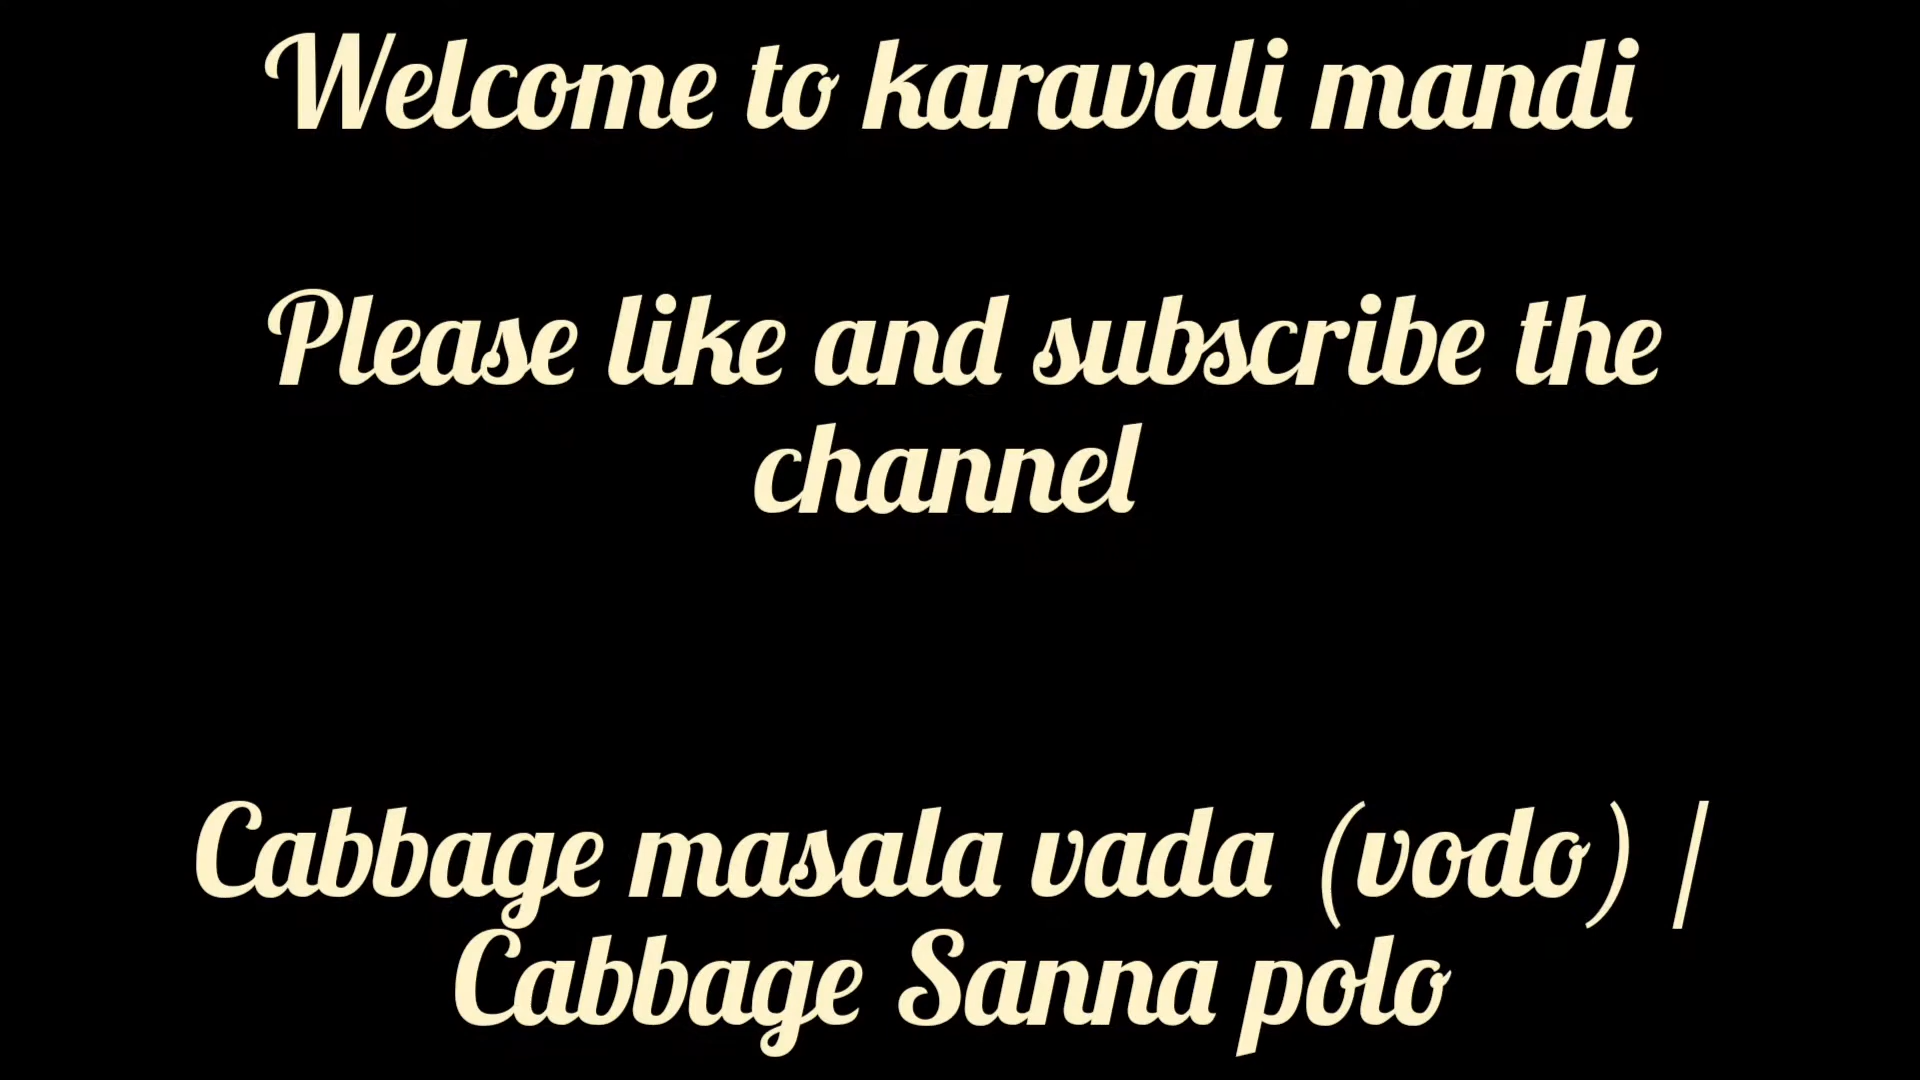 Welcome to karavali mandi
Please like and subscribe the
channel
Cabbage masala vada (vodo) |
Cabbage Sanna polo